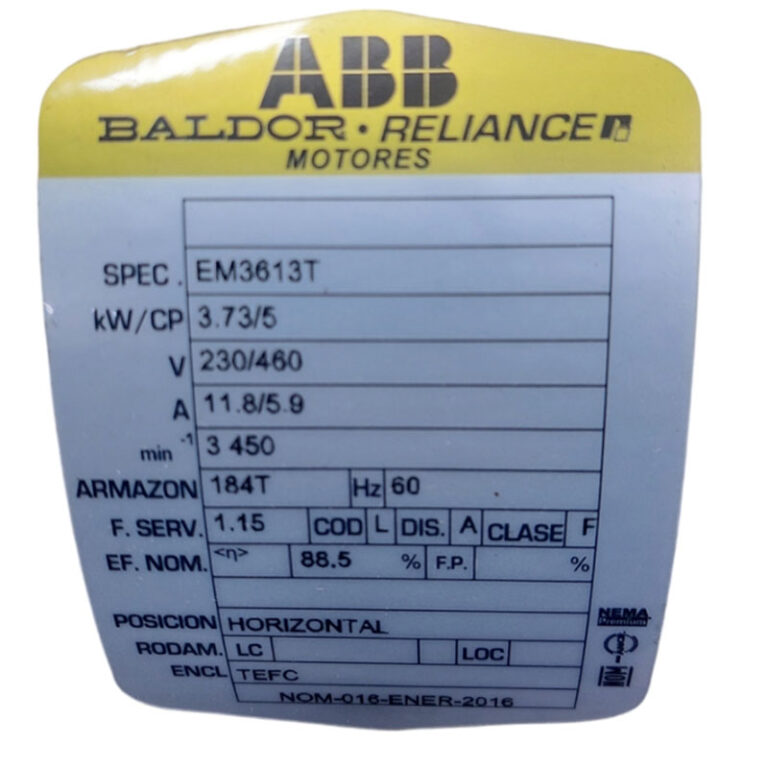 ABB
BALDOR · RELIANCE
MOTORES
SPEC. EM3613T
kW/CP 3.73/5
V 230/460
A 11.8/5.9
min -1 3 450
ARMAZON 184T Hz 60
F. SERV. 1.15 COD L DIS. A CLASE F
EF. NOM. <η> 88.5 % F.P. %
POSICION HORIZONTAL
RODAM. LC LOC
ENCL TEFC
NOM-016-ENER-2016
NEMA
Premium
NOM